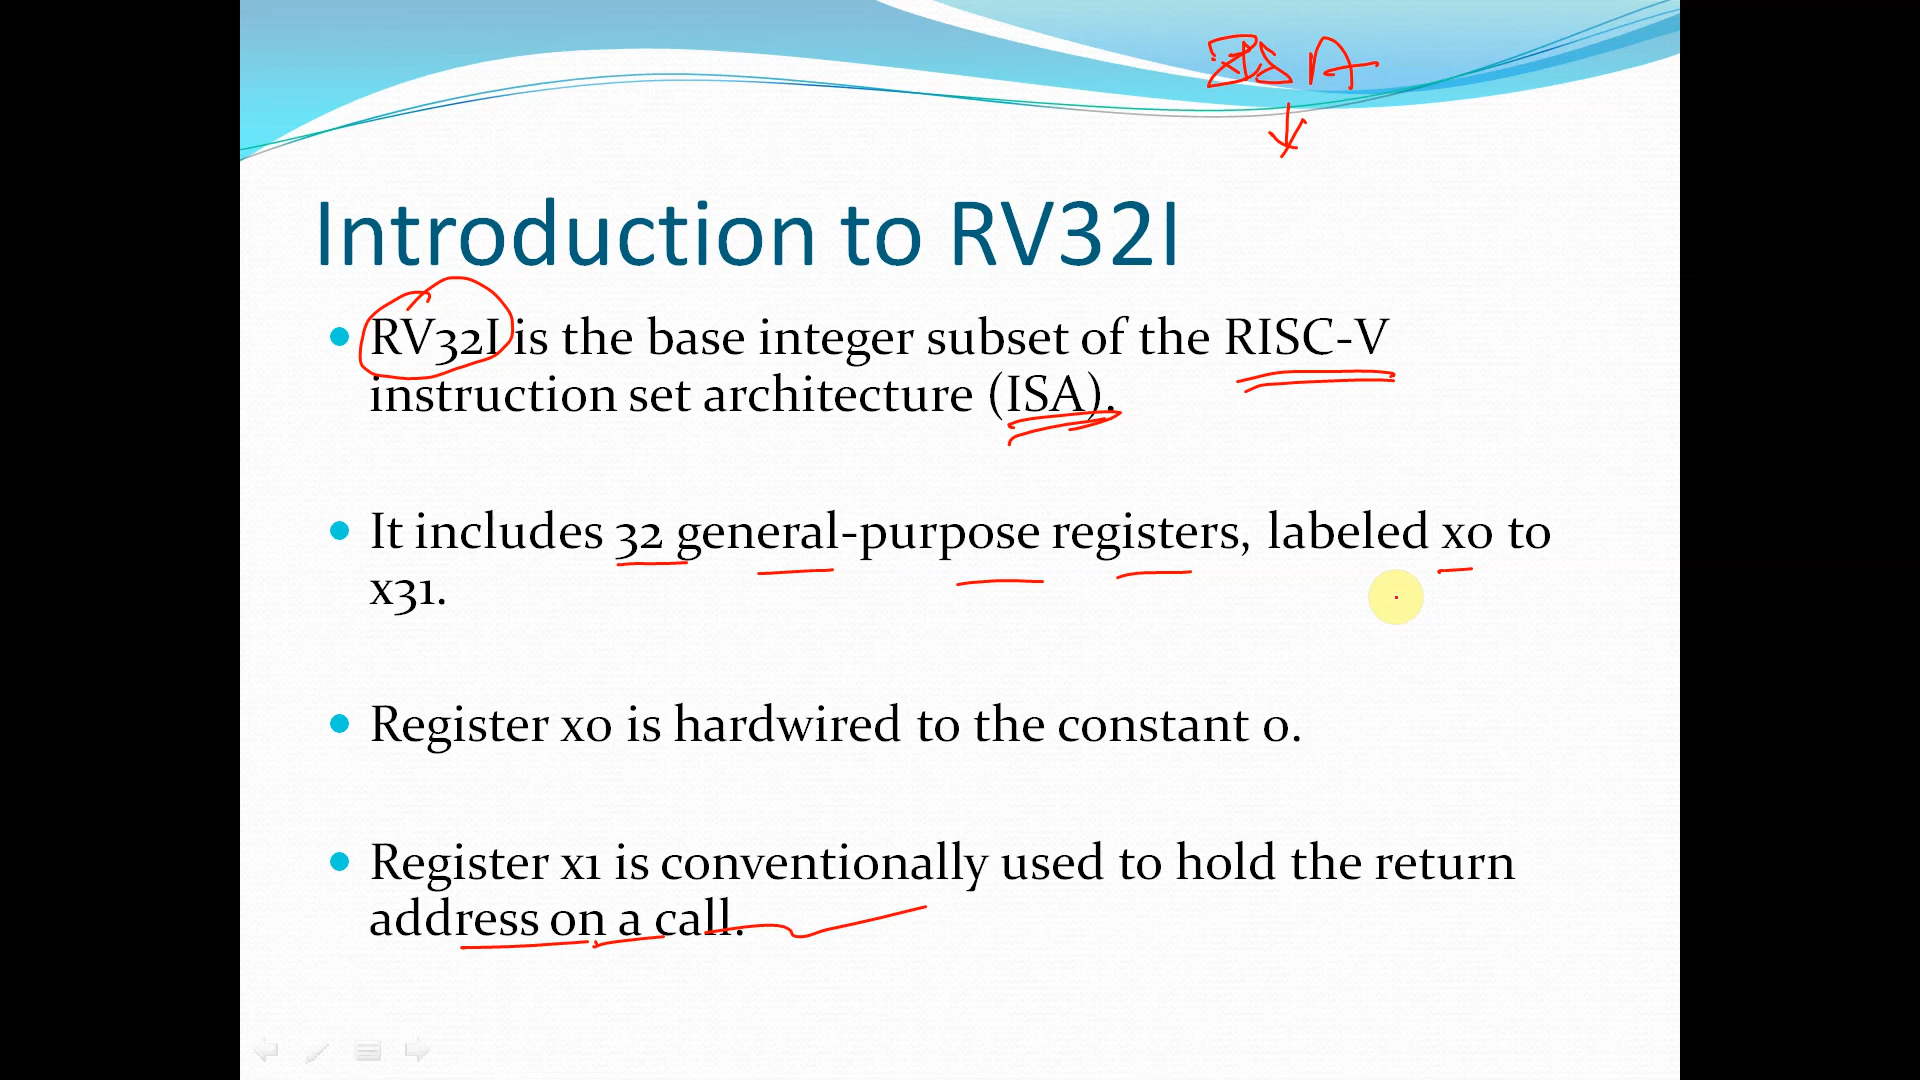 ISA
Introduction to RV32I
RV32I is the base integer subset of the RISC-V
instruction set architecture (ISA).
It includes 32 general-purpose registers, labeled x0 to
x31.
Register x0 is hardwired to the constant 0.
Register x1 is conventionally used to hold the return
address on a call.